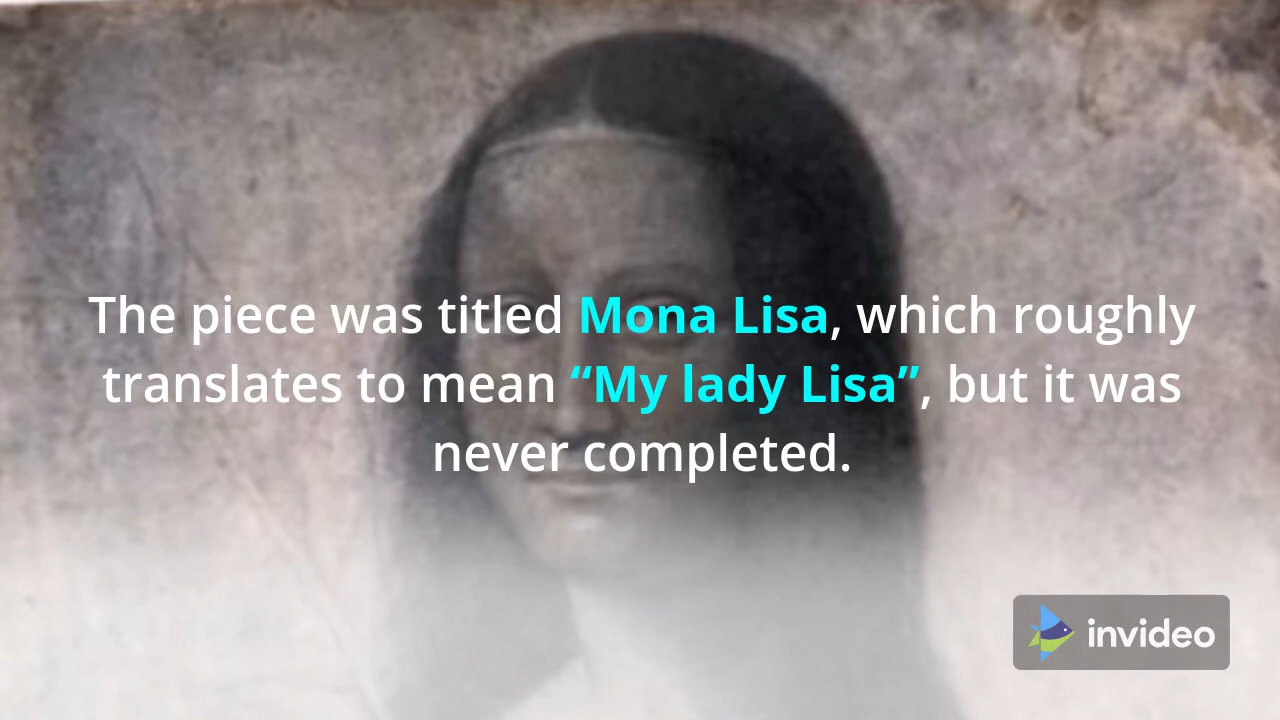 The piece was titled Mona Lisa, which roughly
translates to mean “My lady Lisa”, but it was
never completed.
invideo